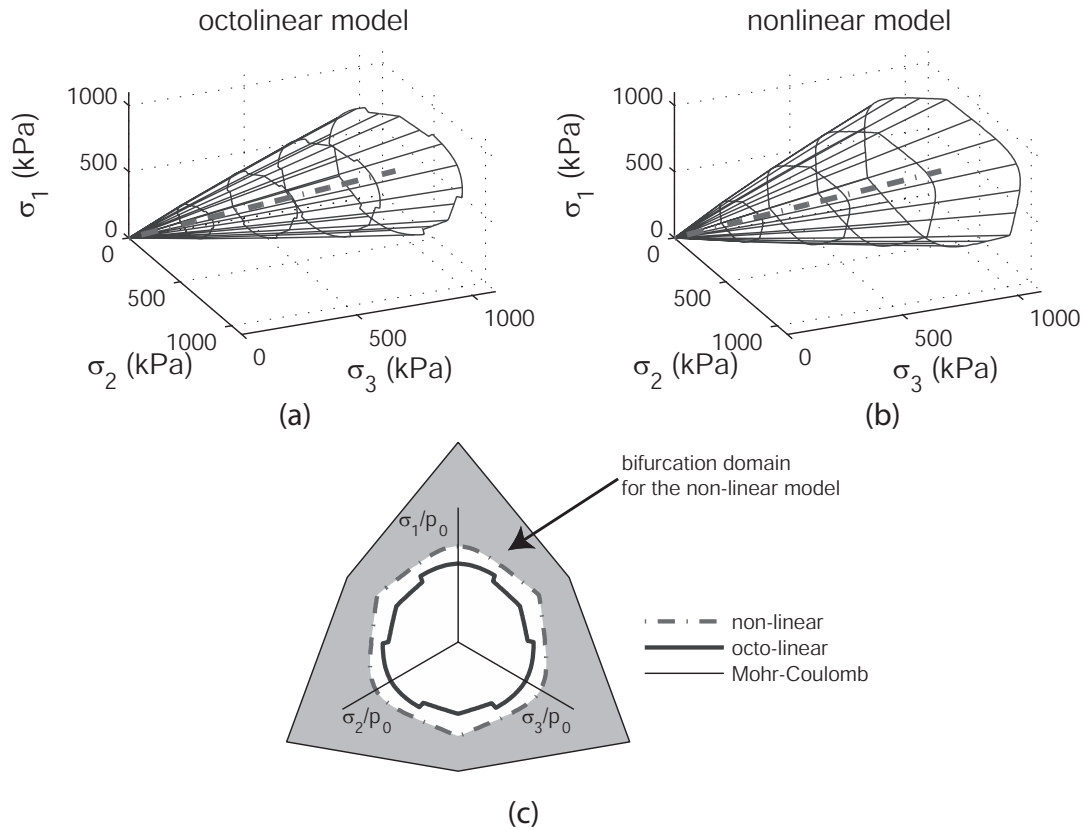 octolinear model
nonlinear model
1000
500
0
σ1 (kPa)
0
500
1000
σ2 (kPa)
0
500
1000
σ3 (kPa)
(a)
1000
500
0
σ1 (kPa)
0
500
1000
σ2 (kPa)
0
500
1000
σ3 (kPa)
(b)
bifurcation domain
for the non-linear model
σ1/p0
σ2/p0
σ3/p0
non-linear
octo-linear
Mohr-Coulomb
(c)